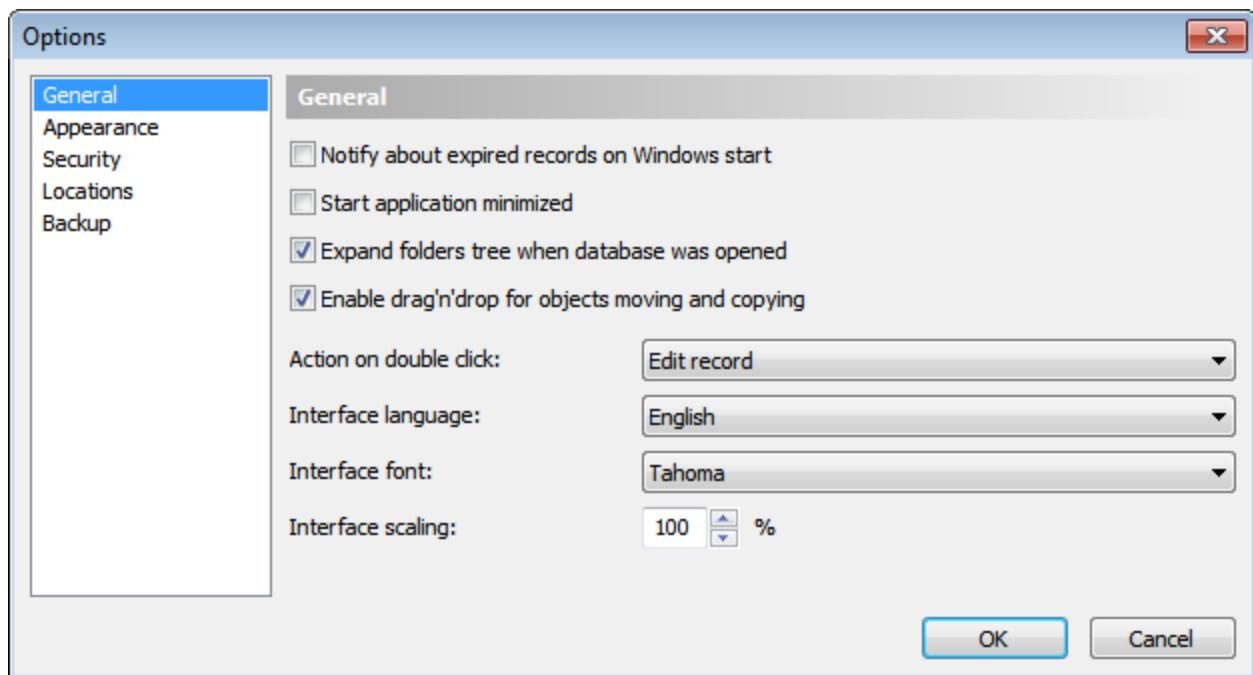 Options
General
Appearance
Security
Locations
Backup
General
Notify about expired records on Windows start
Start application minimized
Expand folders tree when database was opened
Enable drag'n'drop for objects moving and copying
Action on double click: Edit record
Interface language: English
Interface font: Tahoma
Interface scaling: 100 %
OK Cancel